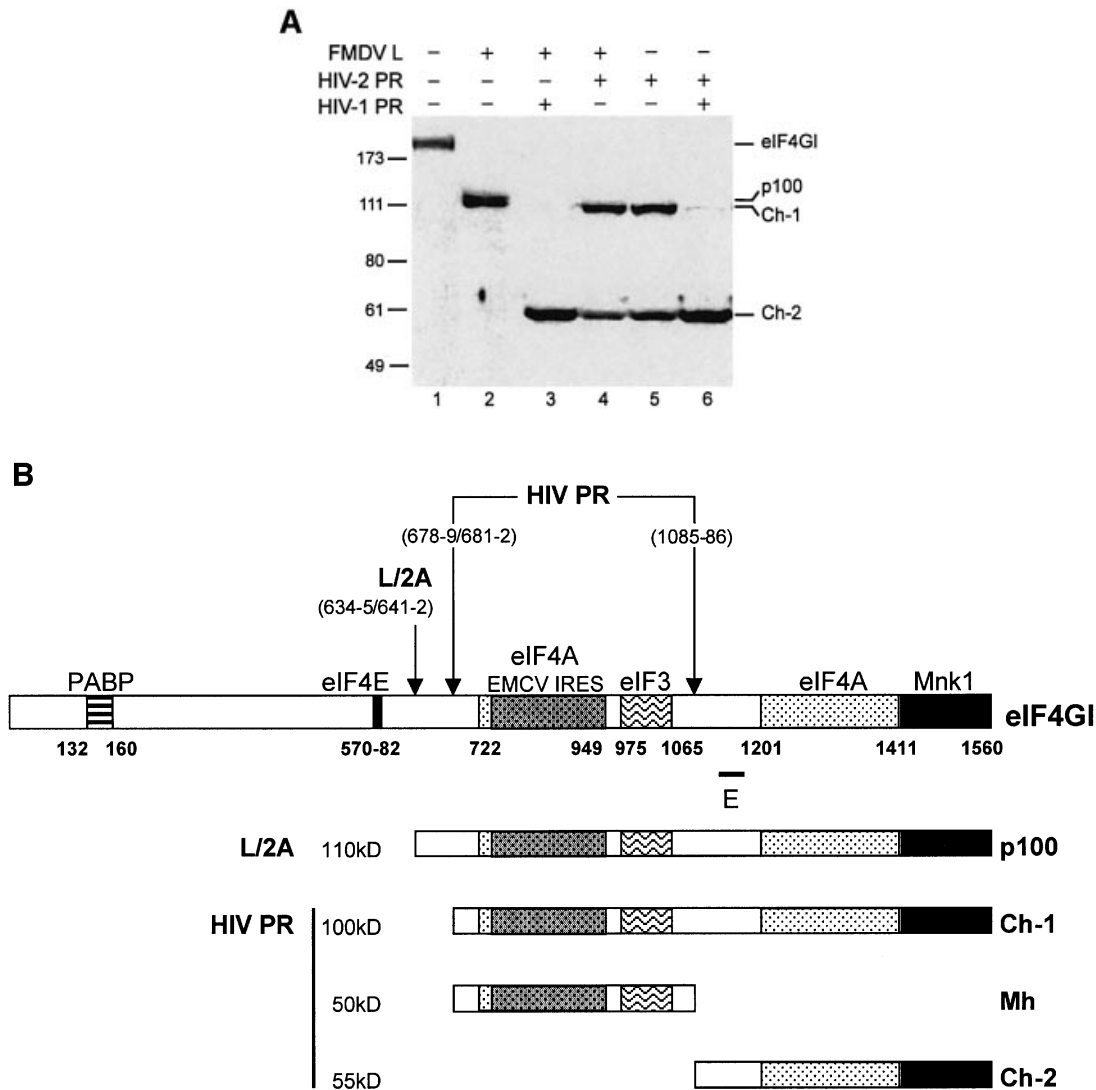 A
FMDV L – + + + – –
HIV-2 PR – – – + + +
HIV-1 PR – – + – – +
eIF4GI
173
p100
111
Ch-1
80
61
Ch-2
49
1 2 3 4 5 6
B
HIV PR
(678-9/681-2) (1085-86)
L/2A
(634-5/641-2)
eIF4A
PABP eIF4E EMCV IRES eIF3 eIF4A Mnk1
eIF4GI
132 160 570-82 722 949 975 1065 1201 1411 1560
E
L/2A 110kD p100
HIV PR 100kD Ch-1
50kD Mh
55kD Ch-2